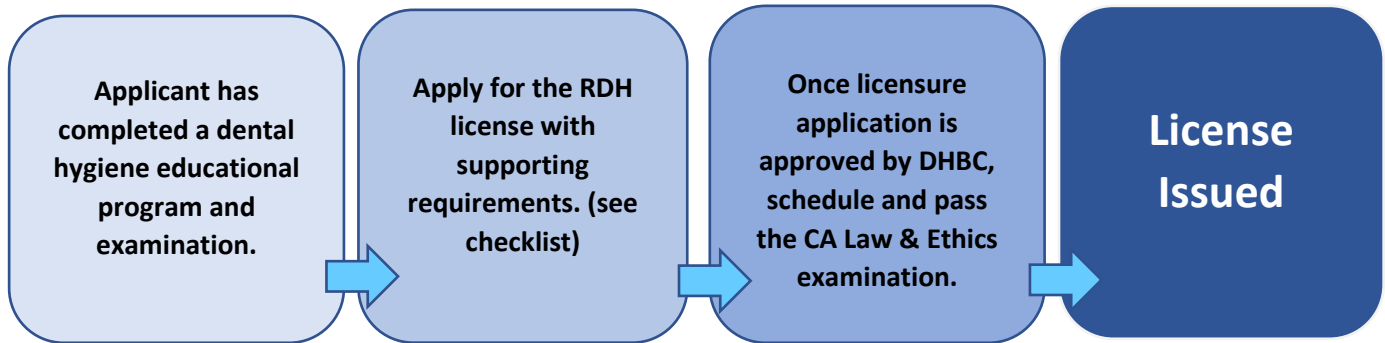 Applicant has
completed a dental
hygiene educational
program and
examination.
Apply for the RDH
license with
supporting
requirements. (see
checklist)
Once licensure
application is
approved by DHBC,
schedule and pass
the CA Law & Ethics
examination.
License
Issued